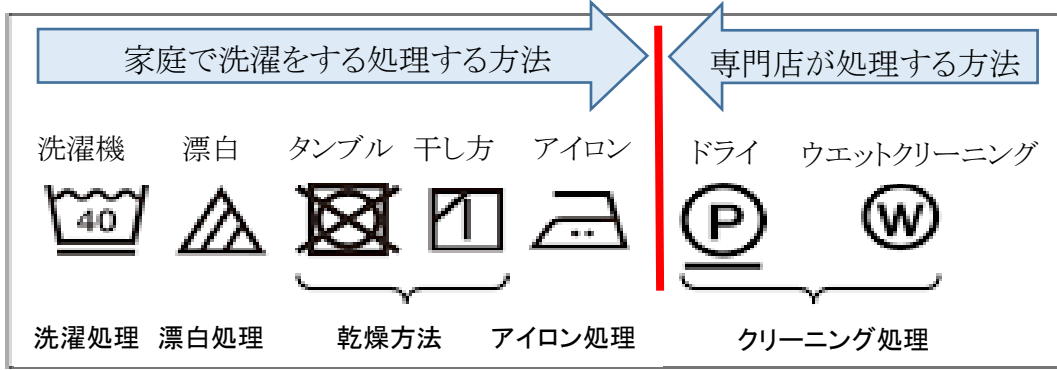 家庭で洗濯をする処理する方法 専門店が処理する方法
洗濯機 漂白 タンブル 干し方 アイロン ドライ ウエットクリーニング
40 P W
洗濯処理 漂白処理 乾燥方法 アイロン処理 クリーニング処理